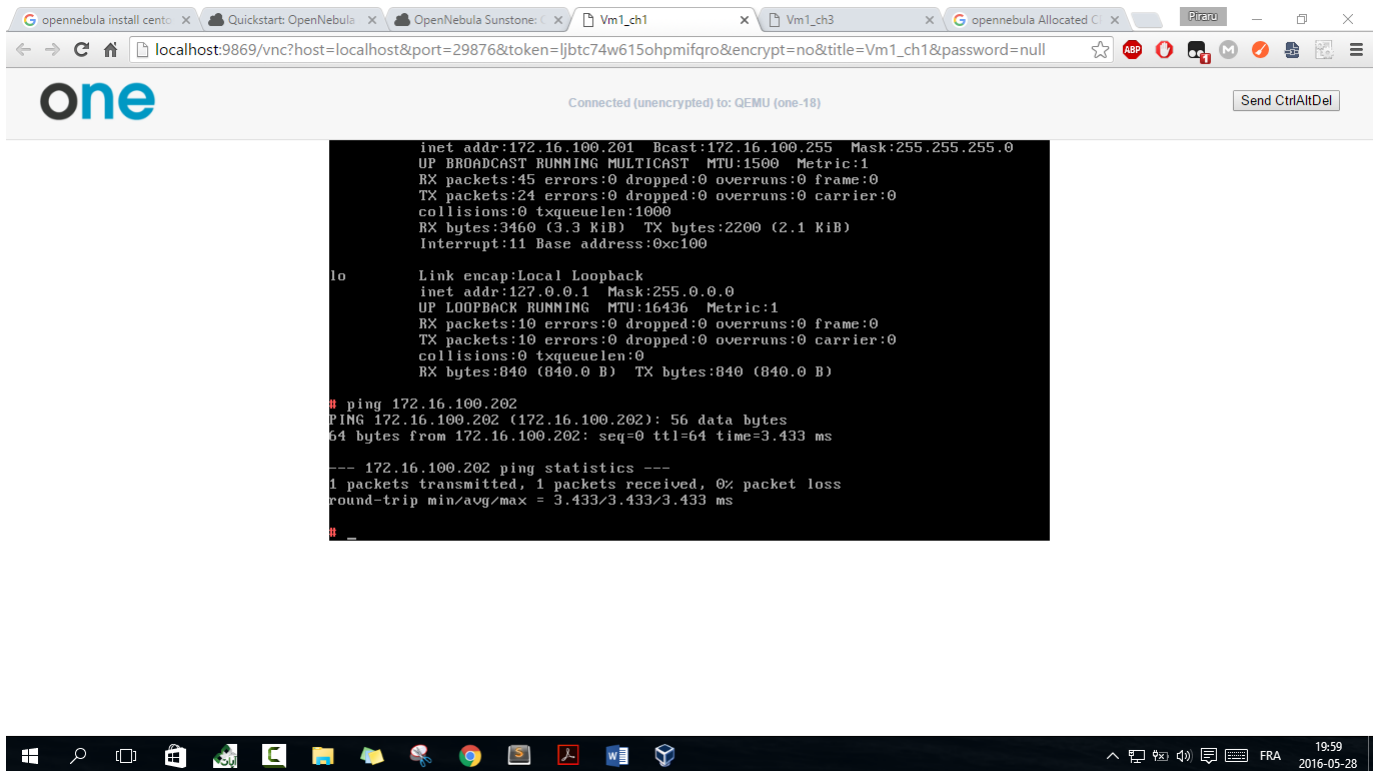 opennebula install cento
Quickstart: OpenNebula
OpenNebula Sunstone: C
Vm1_ch1
Vm1_ch3
opennebula Allocated C
Piraru
localhost:9869/vnc?host=localhost&port=29876&token=ljbtc74w615ohpmifqro&encrypt=no&title=Vm1_ch1&password=null
ABP
1
M
one
Connected (unencrypted) to: QEMU (one-18)
Send CtrlAltDel
inet addr:172.16.100.201 Bcast:172.16.100.255 Mask:255.255.255.0
UP BROADCAST RUNNING MULTICAST MTU:1500 Metric:1
RX packets:45 errors:0 dropped:0 overruns:0 frame:0
TX packets:24 errors:0 dropped:0 overruns:0 carrier:0
collisions:0 txqueuelen:1000
RX bytes:3460 (3.3 KiB) TX bytes:2200 (2.1 KiB)
Interrupt:11 Base address:0xc100
lo Link encap:Local Loopback
inet addr:127.0.0.1 Mask:255.0.0.0
UP LOOPBACK RUNNING MTU:16436 Metric:1
RX packets:10 errors:0 dropped:0 overruns:0 frame:0
TX packets:10 errors:0 dropped:0 overruns:0 carrier:0
collisions:0 txqueuelen:0
RX bytes:840 (840.0 B) TX bytes:840 (840.0 B)
# ping 172.16.100.202
PING 172.16.100.202 (172.16.100.202): 56 data bytes
64 bytes from 172.16.100.202: seq=0 ttl=64 time=3.433 ms
--- 172.16.100.202 ping statistics ---
1 packets transmitted, 1 packets received, 0% packet loss
round-trip min/avg/max = 3.433/3.433/3.433 ms
# _
FRA
19:59
2016-05-28